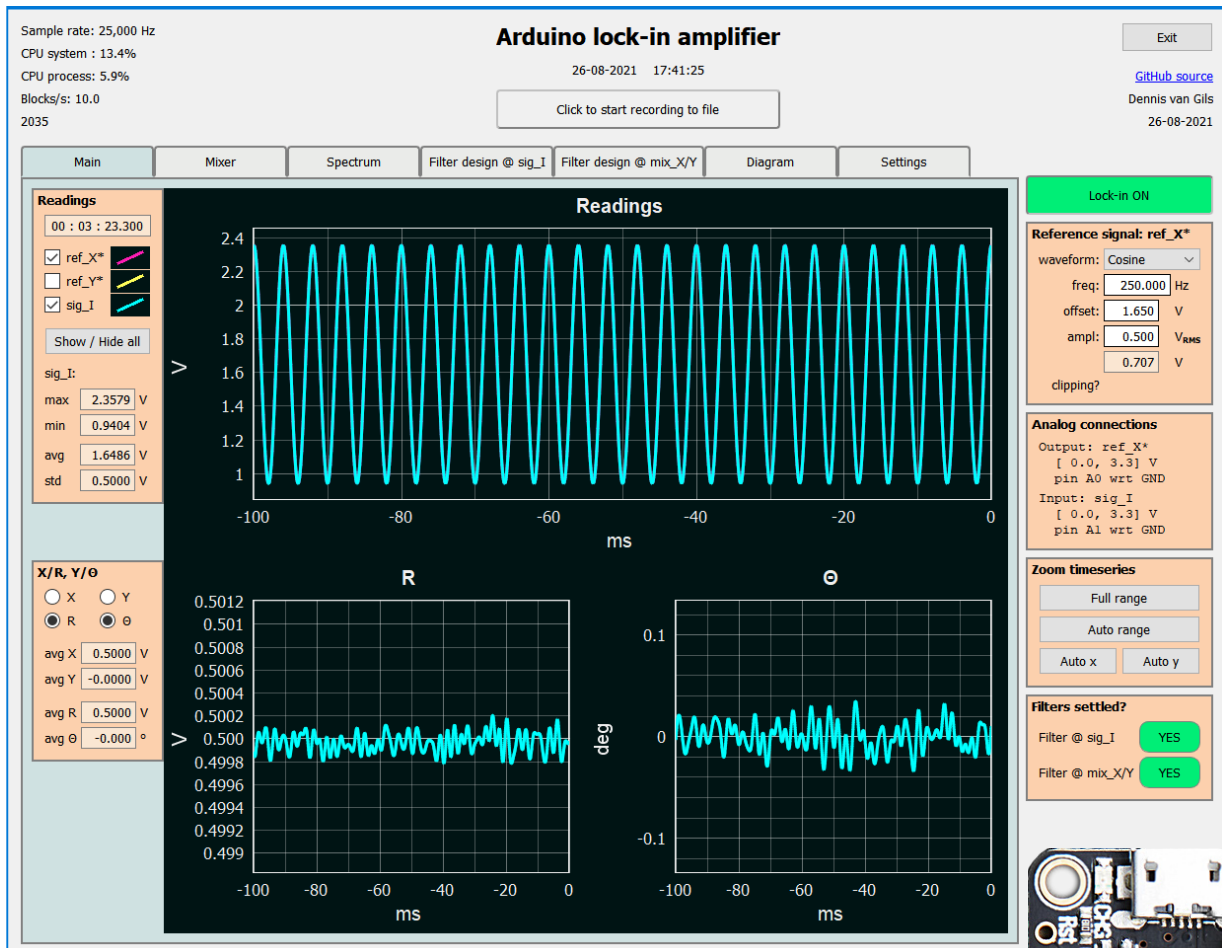 Sample rate: 25,000 Hz
CPU system : 13.4%
CPU process: 5.9%
Blocks/s: 10.0
2035
Arduino lock-in amplifier
26-08-2021 17:41:25
Click to start recording to file
Exit
GitHub source
Dennis van Gils
26-08-2021
Main
Mixer
Spectrum
Filter design @ sig_I
Filter design @ mix_X/Y
Diagram
Settings
Readings
00 : 03 : 23.300
ref_X*
ref_Y*
sig_I
Show / Hide all
sig_I:
max 2.3579 V
min 0.9404 V
avg 1.6486 V
std 0.5000 V
X/R, Y/Θ
X Y
R Θ
avg X 0.5000 V
avg Y -0.0000 V
avg R 0.5000 V
avg Θ -0.000 °
Readings
V
2.4
2.2
2
1.8
1.6
1.4
1.2
1
-100 -80 -60 -40 -20 0
ms
R
V
0.5012
0.501
0.5008
0.5006
0.5004
0.5002
0.500
0.4998
0.4996
0.4994
0.4992
0.499
-100 -80 -60 -40 -20 0
ms
Θ
deg
0.1
0
-0.1
-100 -80 -60 -40 -20 0
ms
Lock-in ON
Reference signal: ref_X*
waveform: Cosine
freq: 250.000 Hz
offset: 1.650 V
ampl: 0.500 VRMS
0.707 V
clipping?
Analog connections
Output: ref_X*
[ 0.0, 3.3] V
pin A0 wrt GND
Input: sig_I
[ 0.0, 3.3] V
pin A1 wrt GND
Zoom timeseries
Full range
Auto range
Auto x Auto y
Filters settled?
Filter @ sig_I YES
Filter @ mix_X/Y YES
Rst